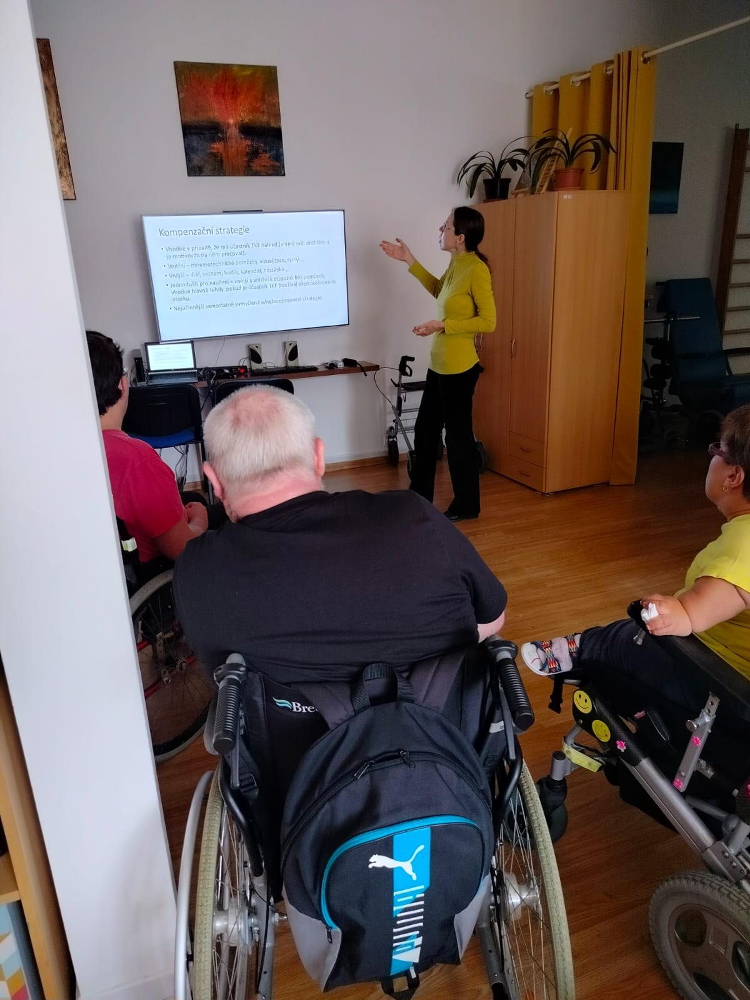 Kompenzační strategie
• Vhodné v případě, že má účastník TKF náhled (vnímá svůj problém a
je motivován na něm pracovat).
• Vnitřní – mnemotechnické pomůcky, vizualizace, rýmy….
• Vnější – diář, seznam, budík, kalendář, nástěnka….
• Jednodušší pro naučení = vnější x vnitřní k dispozici bez pomůcek,
vhodné hlavně tehdy, pokud je účastník TKF používal před poškozením
mozku.
• Nejúčinnější samostatně vymyšlená a/nebo obnovená strategie
Bre